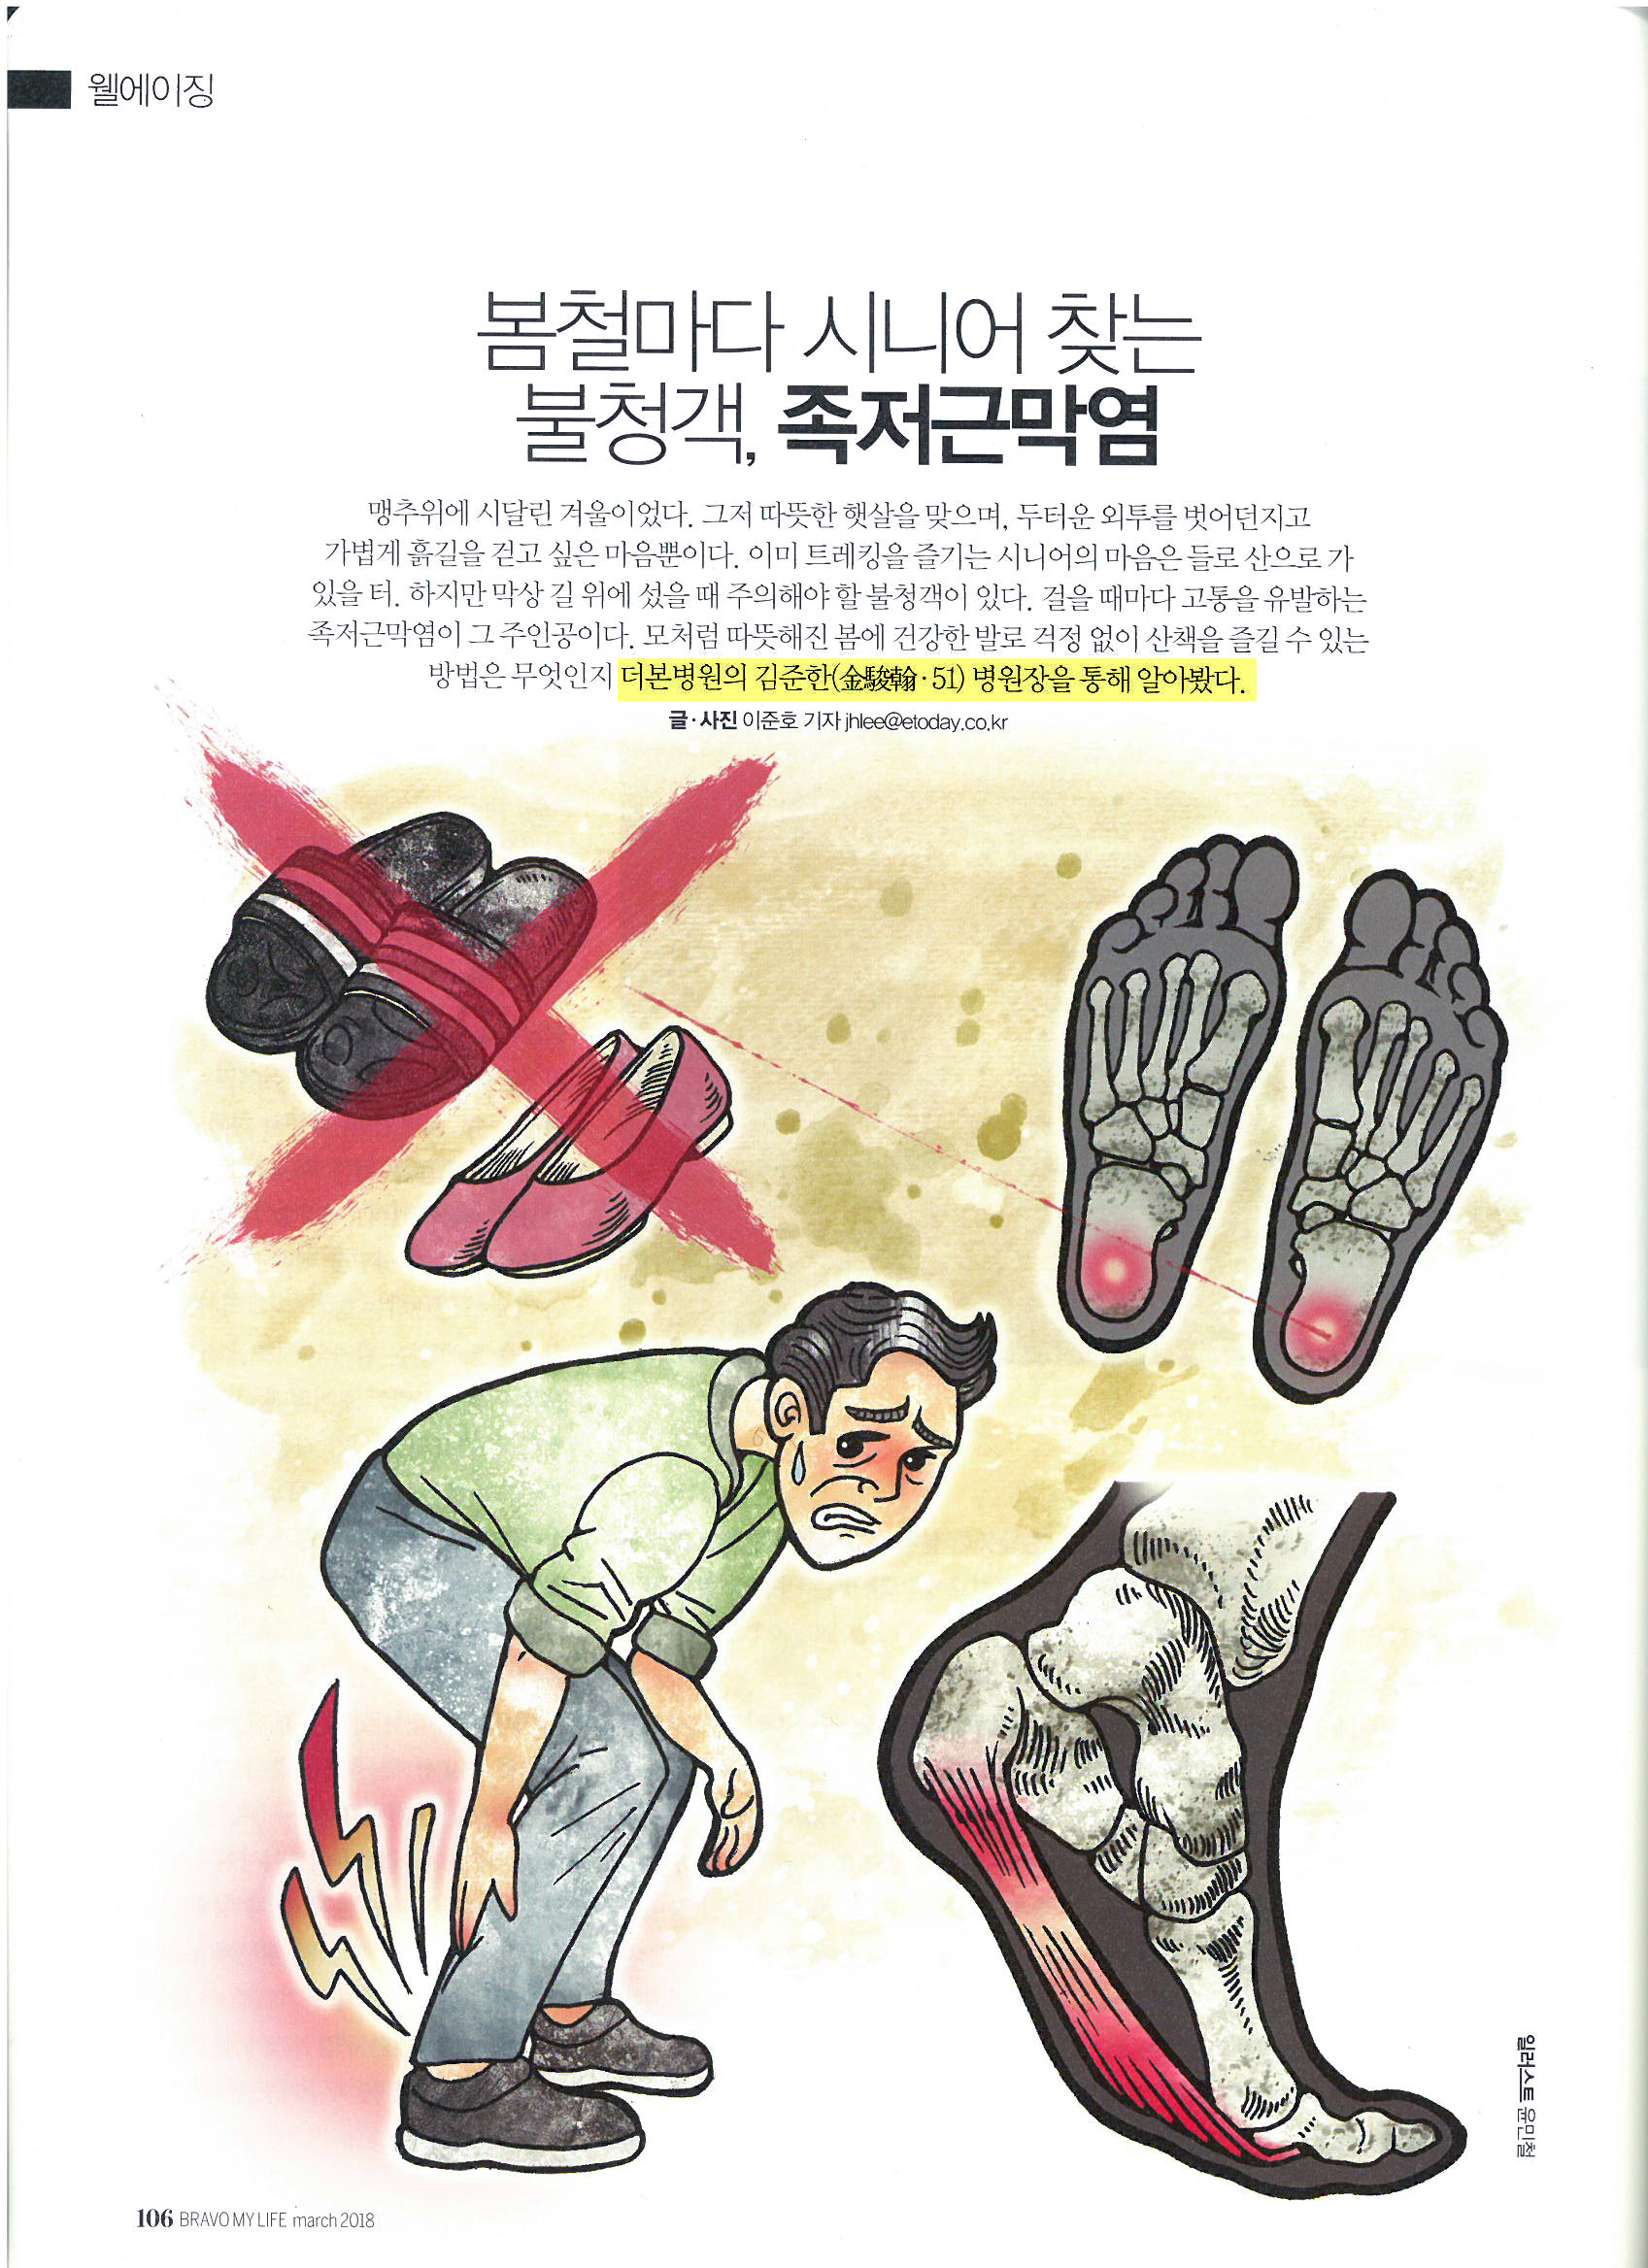 웰에이징
봄철마다 시니어 찾는
불청객, 족저근막염
맹추위에 시달린 겨울이었다. 그저 따뜻한 햇살을 맞으며, 두터운 외투를 벗어던지고
가볍게 흙길을 걷고 싶은 마음뿐이다. 이미 트레킹을 즐기는 시니어의 마음은 들로 산으로 가
있을 터. 하지만 막상 길 위에 섰을 때 주의해야 할 불청객이 있다. 걸을 때마다 고통을 유발하는
족저근막염이 그 주인공이다. 모처럼 따뜻해진 봄에 건강한 발로 걱정 없이 산책을 즐길 수 있는
방법은 무엇인지 더본병원의 김준한(金駿翰·51) 병원장을 통해 알아봤다.
글·사진 이준호 기자 jhlee@etoday.co.kr
일러스트 윤민철
106 BRAVO MY LIFE march 2018